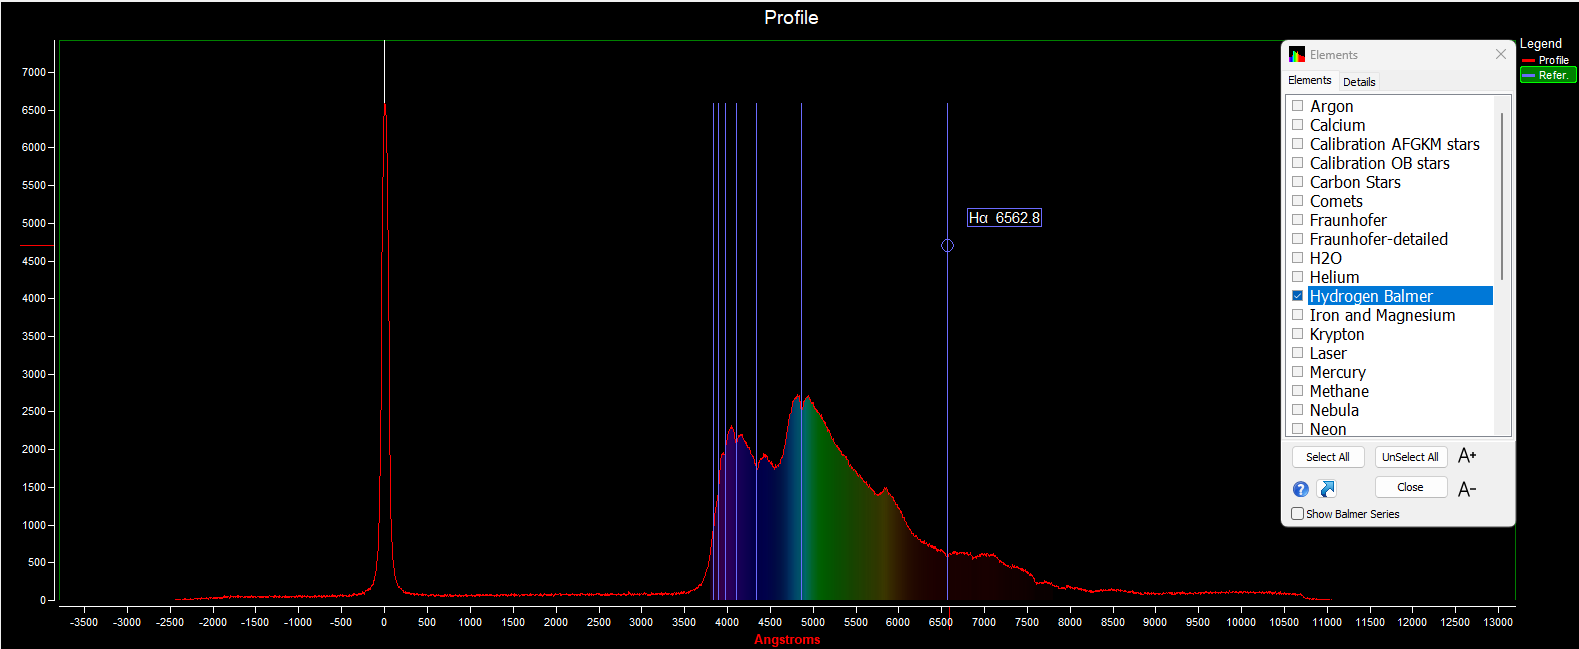 Profile
7000
6500
6000
5500
5000
4500
4000
3500
3000
2500
2000
1500
1000
500
0
-3500 -3000 -2500 -2000 -1500 -1000 -500 0 500 1000 1500 2000 2500 3000 3500 4000 4500 5000 5500 6000 6500 7000 7500 8000 8500 9000 9500 10000 10500 11000 11500 12000 12500 13000
Angstroms
Hα 6562.8
Elements
Elements Details
Argon
Calcium
Calibration AFGKM stars
Calibration OB stars
Carbon Stars
Comets
Fraunhofer
Fraunhofer-detailed
H2O
Helium
Hydrogen Balmer
Iron and Magnesium
Krypton
Laser
Mercury
Methane
Nebula
Neon
Select All UnSelect All A+
? Close A-
Show Balmer Series
Legend
Profile
Refer.